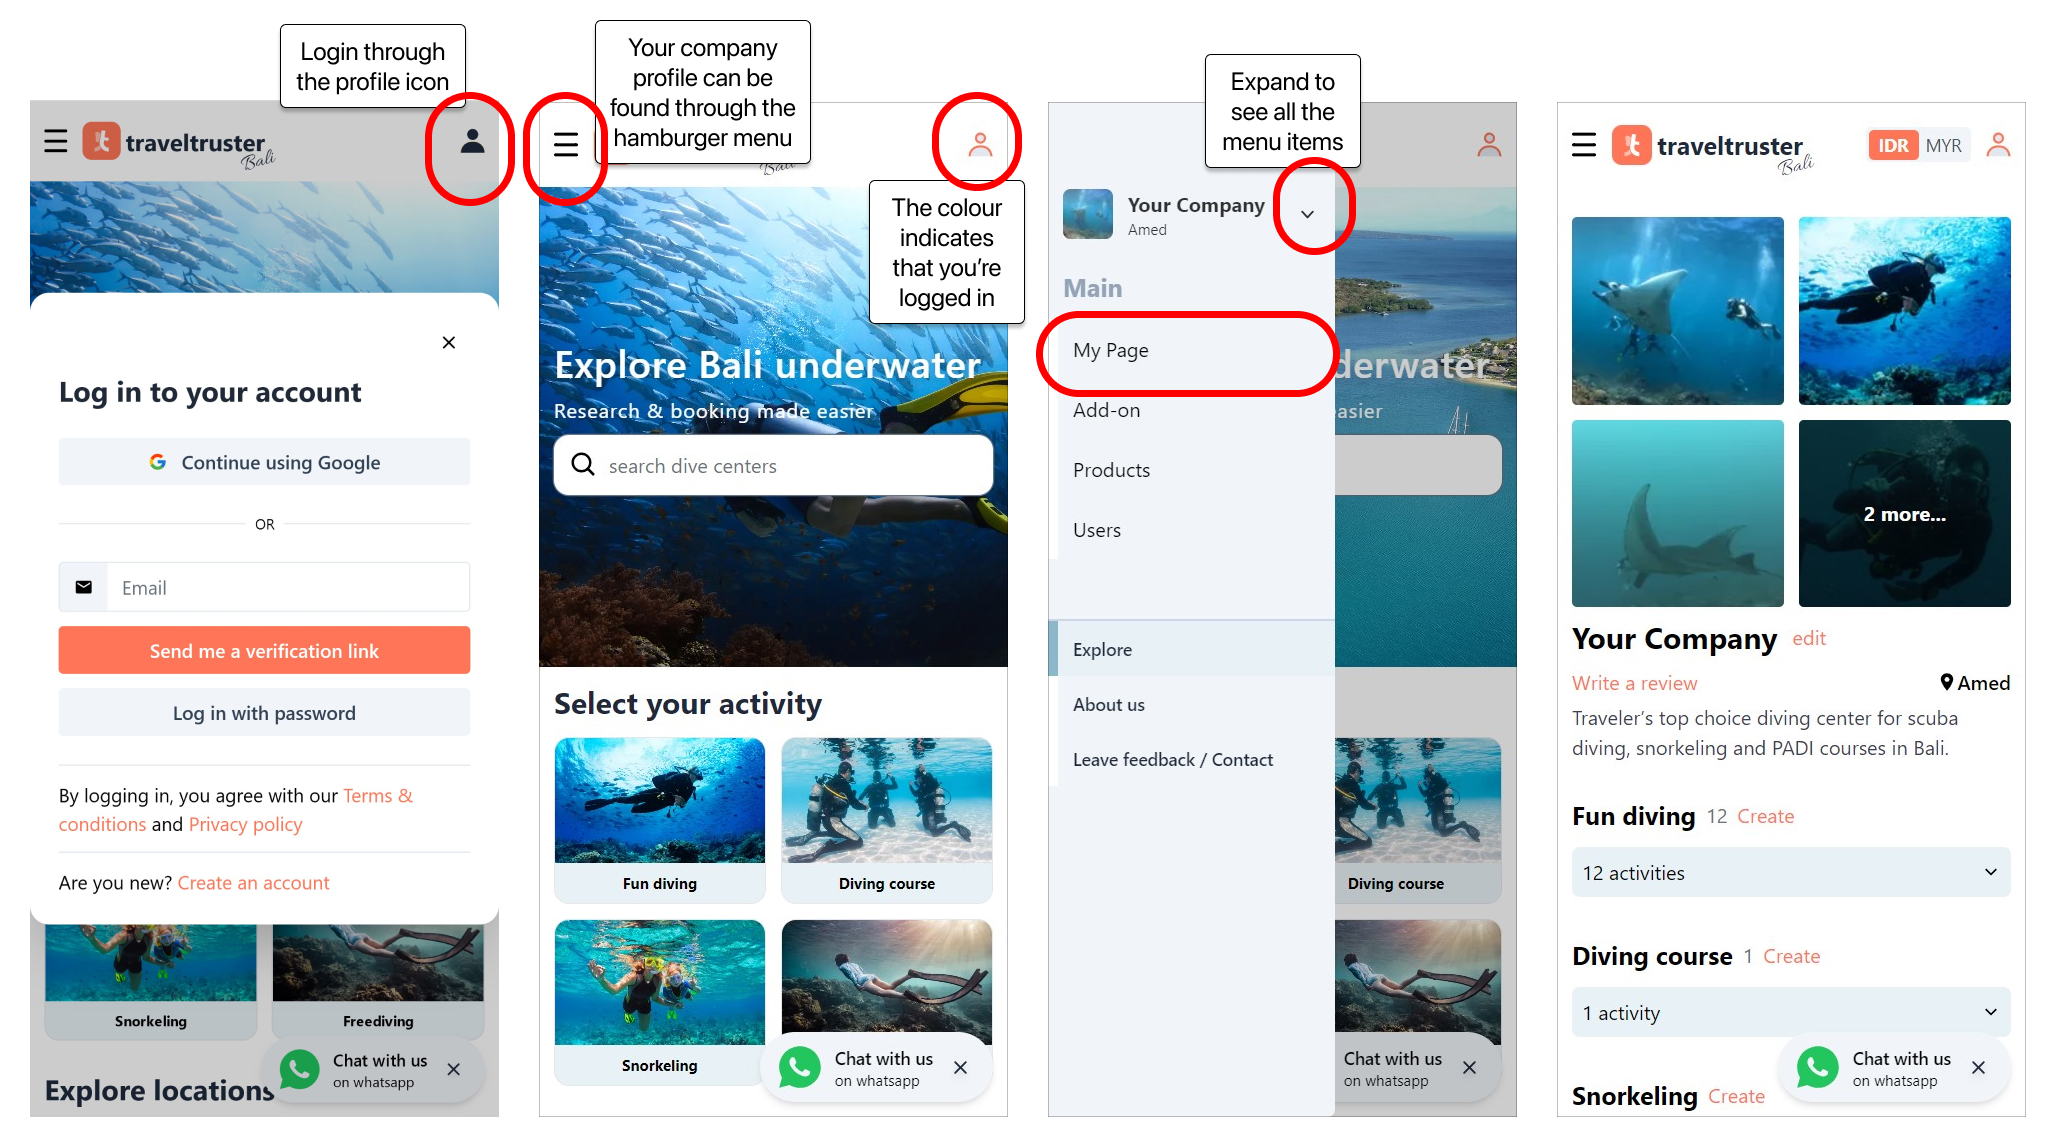 Login through
the profile icon
traveltruster
Bali
Log in to your account
Continue using Google
OR
Email
Send me a verification link
Log in with password
By logging in, you agree with our Terms &
conditions and Privacy policy
Are you new? Create an account
Snorkeling
Freediving
Chat with us
on whatsapp
Explore locations
Your company
profile can be
found through the
hamburger menu
Bali
The colour
indicates
that you're
logged in
Explore Bali underwater
Research & booking made easier
search dive centers
Select your activity
Fun diving
Diving course
Snorkeling
Chat with us
on whatsapp
Expand to
see all the
menu items
Your Company
Amed
Main
My Page
Add-on
Products
Users
Explore
About us
Leave feedback / Contact
derwater
easier
Diving course
Chat with us
on whatsapp
traveltruster
Bali
IDR MYR
2 more...
Your Company edit
Write a review
Amed
Traveler's top choice diving center for scuba
diving, snorkeling and PADI courses in Bali.
Fun diving 12 Create
12 activities
Diving course 1 Create
1 activity
Snorkeling Create
Chat with us
on whatsapp